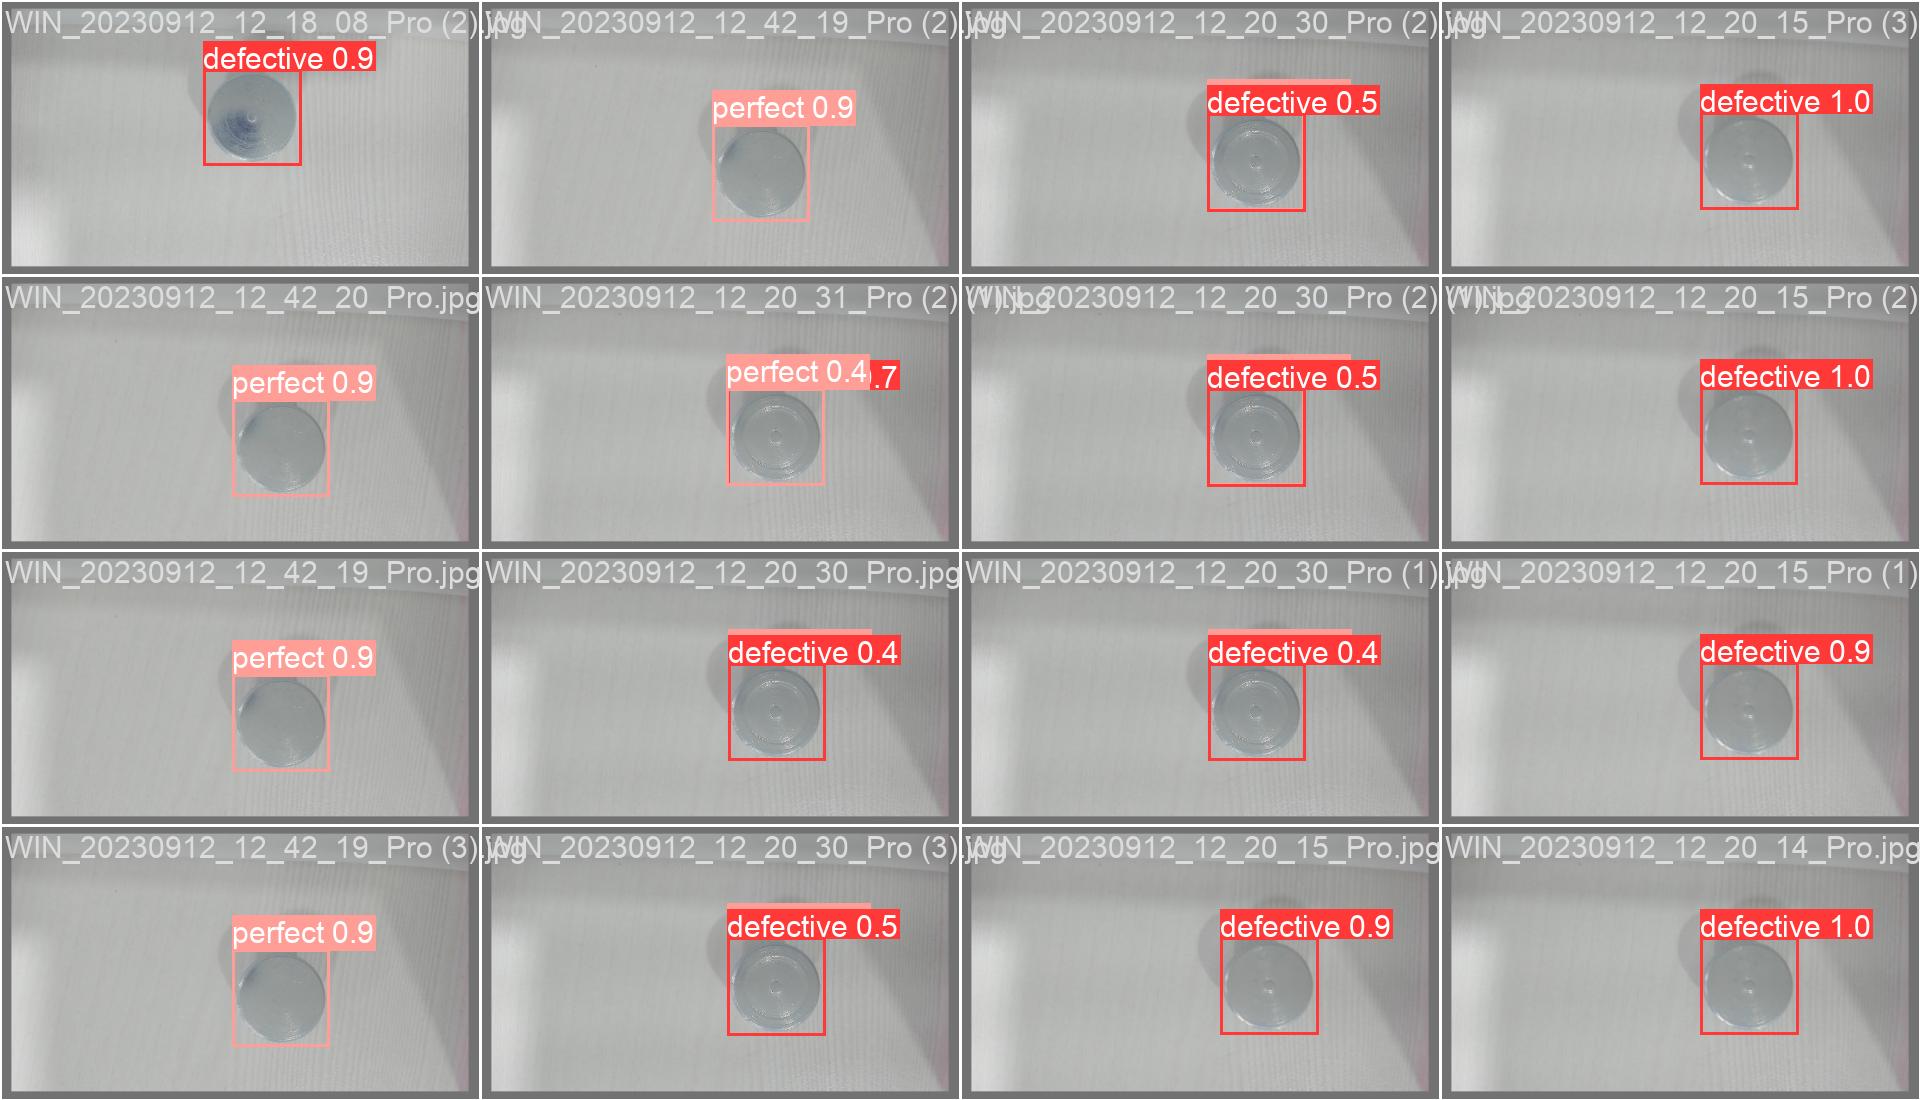 WIN_20230912_12_18_08_Pro (2).jpg
defective 0.9
WIN_20230912_12_42_19_Pro (2).jpg
perfect 0.9
WIN_20230912_12_20_30_Pro (2).jpg
defective 0.5
WIN_20230912_12_20_15_Pro (3)
defective 1.0
WIN_20230912_12_42_20_Pro.jpg
perfect 0.9
WIN_20230912_12_20_31_Pro (2) (1).jpg
perfect 0.4
.7
WIN_20230912_12_20_30_Pro (2) (1).jpg
defective 0.5
WIN_20230912_12_20_15_Pro (2)
defective 1.0
WIN_20230912_12_42_19_Pro.jpg
perfect 0.9
WIN_20230912_12_20_30_Pro.jpg
defective 0.4
WIN_20230912_12_20_30_Pro (1).jpg
defective 0.4
WIN_20230912_12_20_15_Pro (1)
defective 0.9
WIN_20230912_12_42_19_Pro (3).jpg
perfect 0.9
WIN_20230912_12_20_30_Pro (3).jpg
defective 0.5
WIN_20230912_12_20_15_Pro.jpg
defective 0.9
WIN_20230912_12_20_14_Pro.jpg
defective 1.0